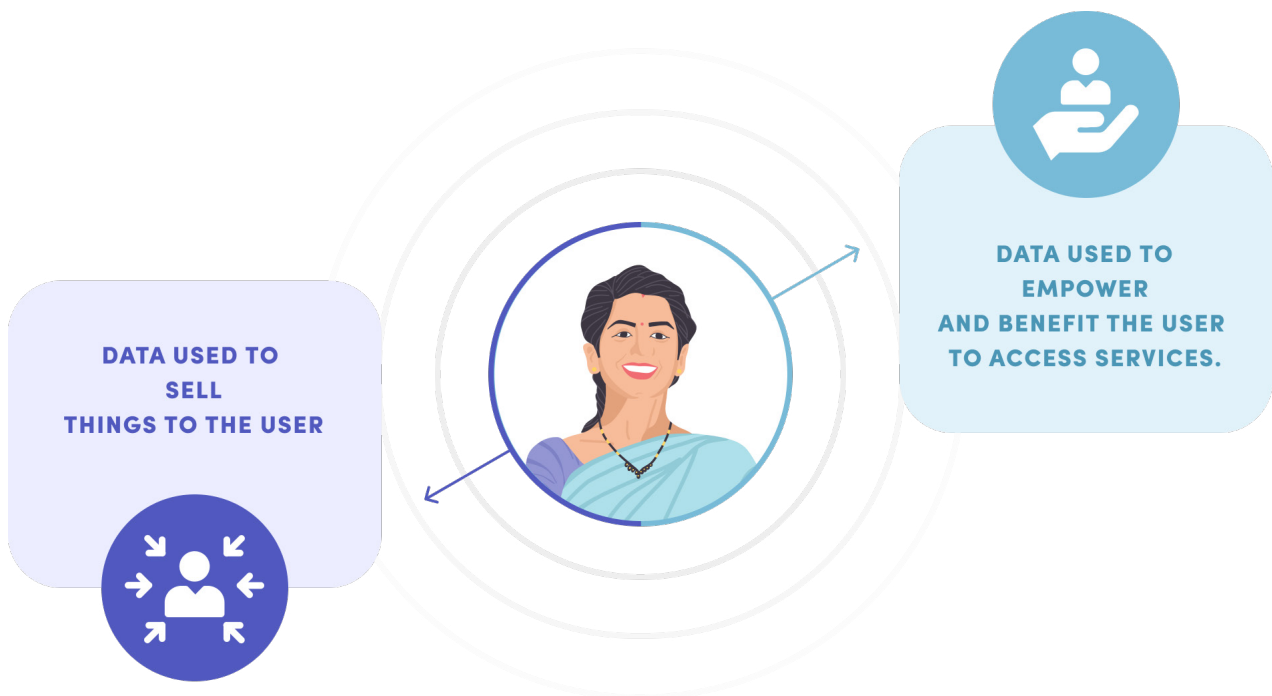 DATA USED TO
SELL
THINGS TO THE USER
DATA USED TO
EMPOWER
AND BENEFIT THE USER
TO ACCESS SERVICES.